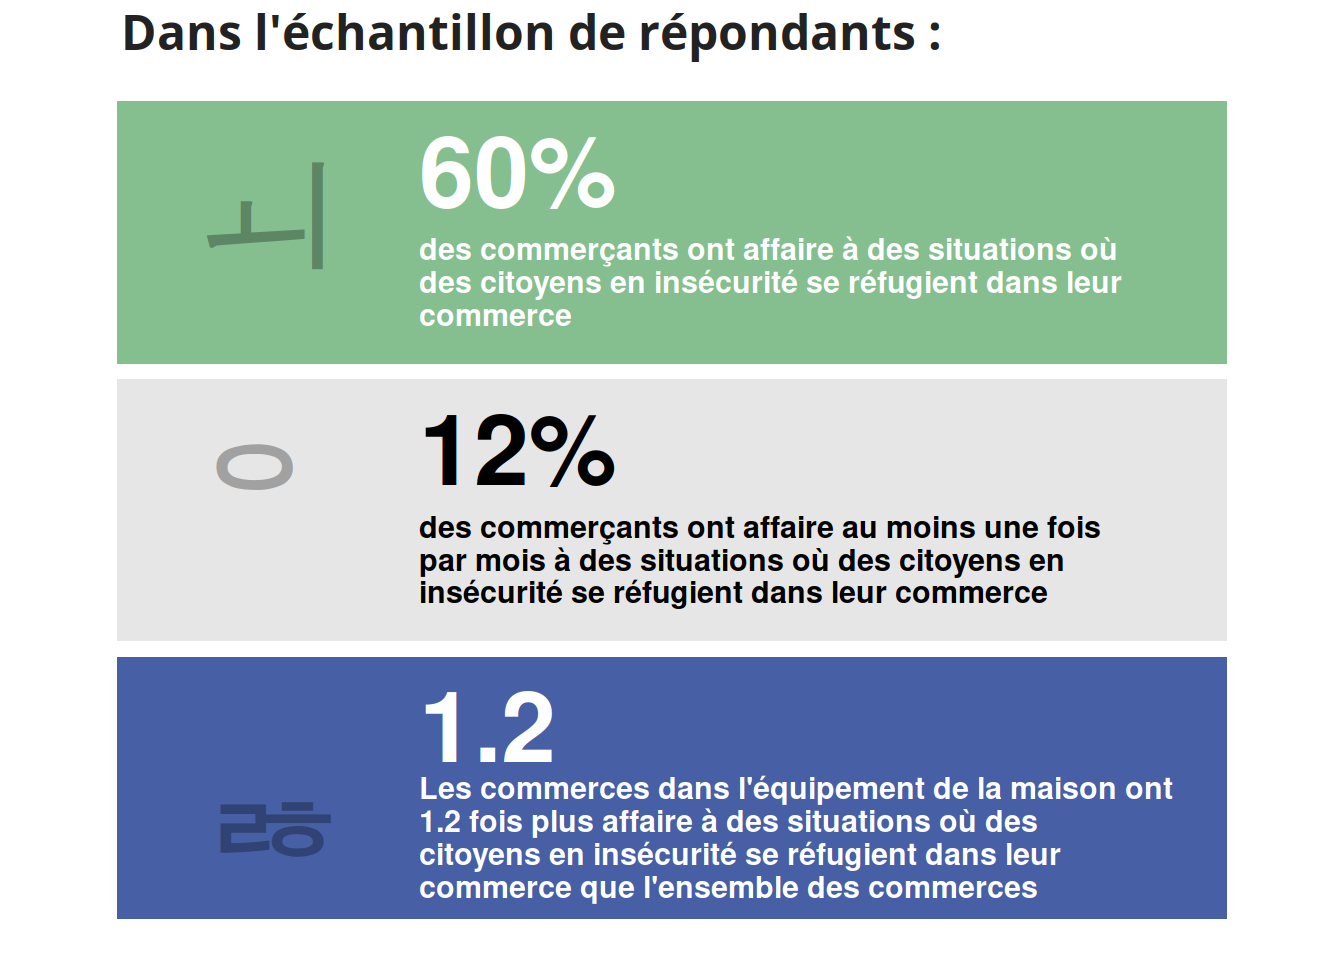 Dans l'échantillon de répondants :
60%
des commerçants ont affaire à des situations où
des citoyens en insécurité se réfugient dans leur
commerce
12%
des commerçants ont affaire au moins une fois
par mois à des situations où des citoyens en
insécurité se réfugient dans leur commerce
1.2
Les commerces dans l'équipement de la maison ont
1.2 fois plus affaire à des situations où des
citoyens en insécurité se réfugient dans leur
commerce que l'ensemble des commerces